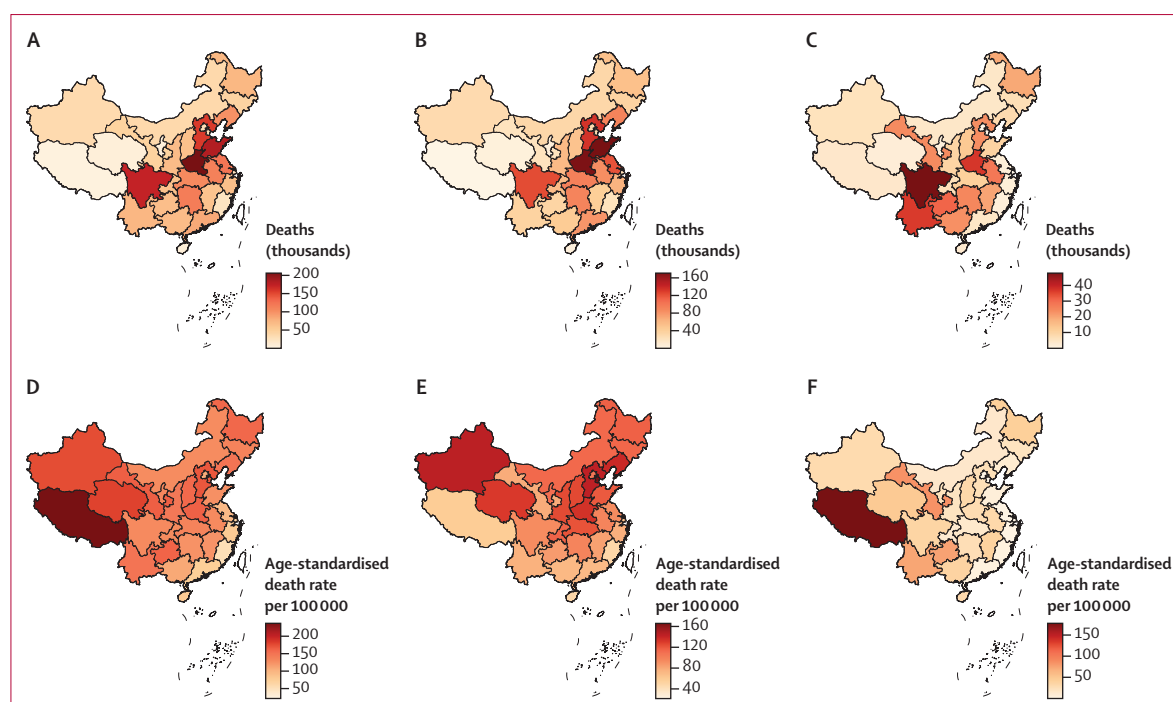 A
B
C
Deaths
(thousands)
200
150
100
50
Deaths
(thousands)
160
120
80
40
Deaths
(thousands)
40
30
20
10
D
E
F
Age-standardised
death rate
per 100 000
200
150
100
50
Age-standardised
death rate
per 100 000
160
120
80
40
Age-standardised
death rate
per 100 000
150
100
50